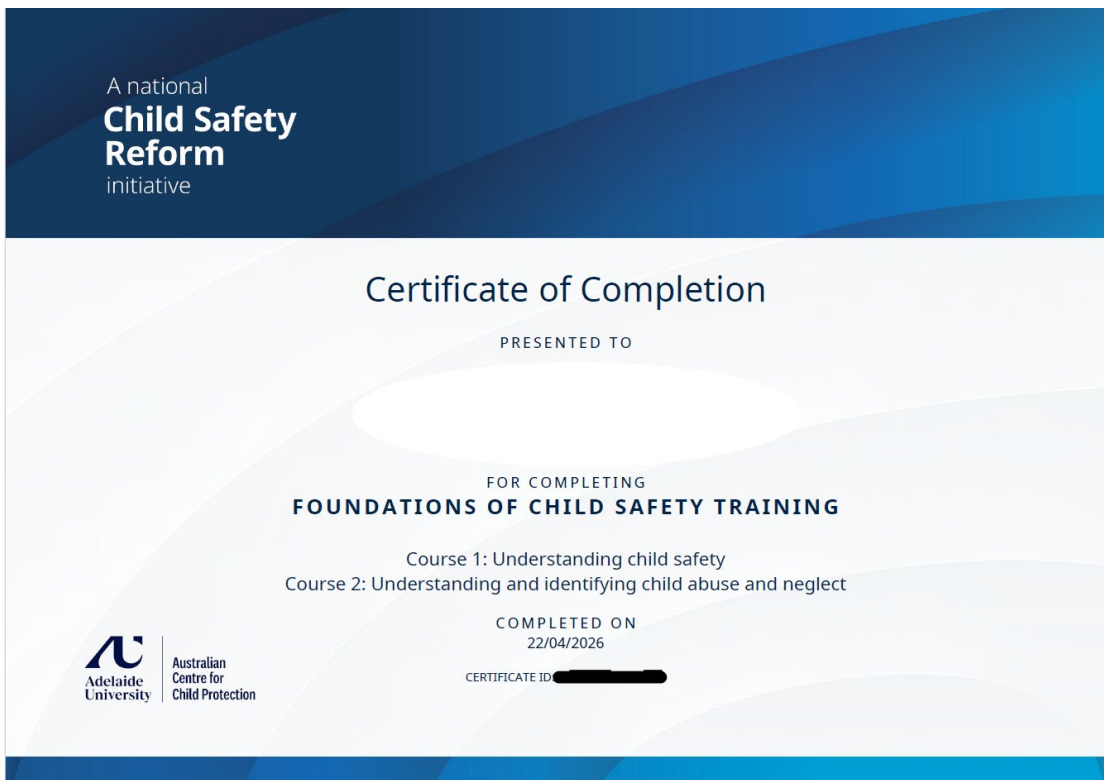 A national
Child Safety
Reform
initiative
Certificate of Completion
PRESENTED TO
FOR COMPLETING
FOUNDATIONS OF CHILD SAFETY TRAINING
Course 1: Understanding child safety
Course 2: Understanding and identifying child abuse and neglect
COMPLETED ON
22/04/2026
CERTIFICATE ID:
Adelaide
University
Australian
Centre for
Child Protection